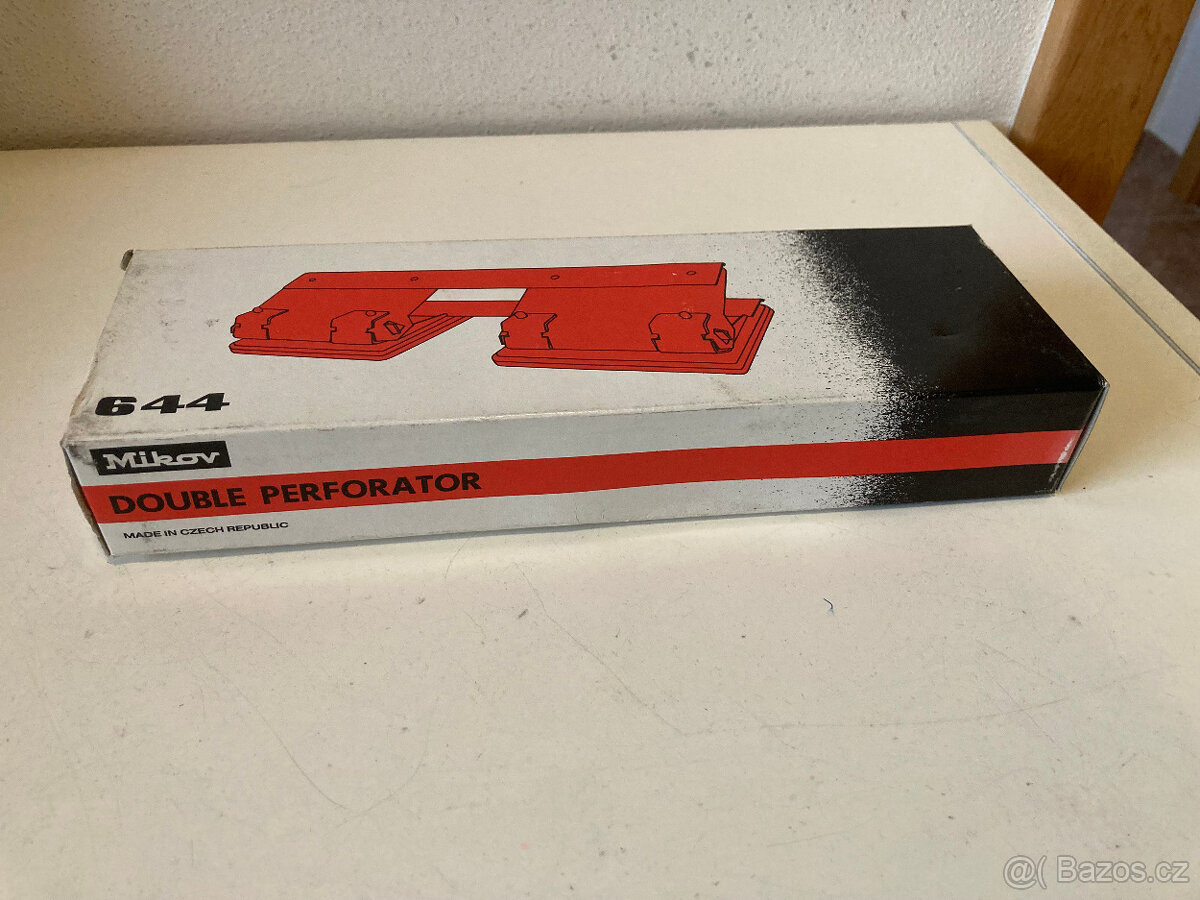 644
Mikov
DOUBLE PERFORATOR
MADE IN CZECH REPUBLIC
@( Bazos.cz